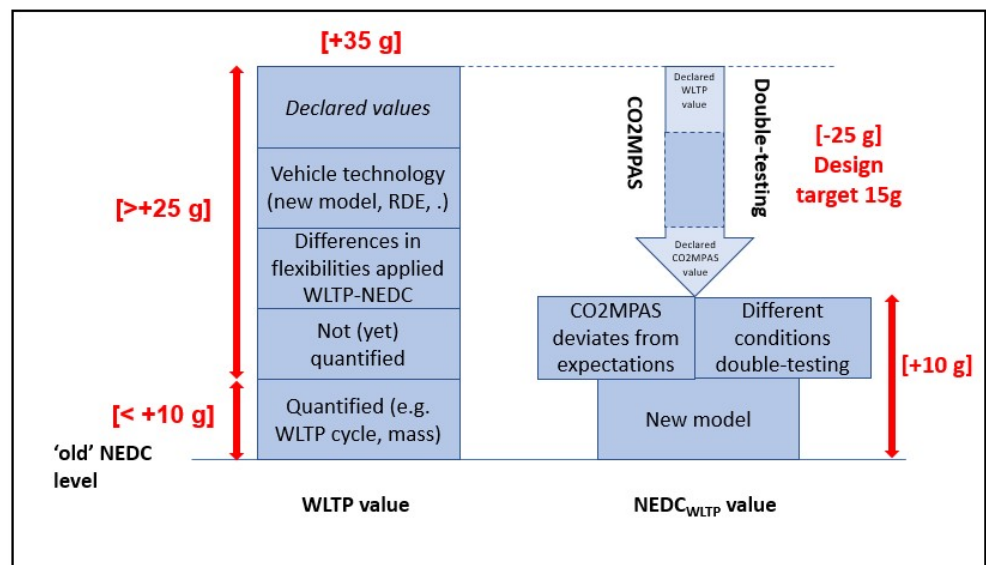 [+35 g]
Declared values
Vehicle technology
(new model, RDE, .)
Differences in
flexibilities applied
WLTP-NEDC
Not (yet)
quantified
Quantified (e.g.
WLTP cycle, mass)
[>+25 g]
[< +10 g]
‘old’ NEDC
level
WLTP value
Declared
WLTP
value
CO2MPAS
Double-testing
[-25 g]
Design
target 15g
Declared
CO2MPAS
value
CO2MPAS
deviates from
expectations
Different
conditions
double-testing
New model
[+10 g]
NEDCWLTP value